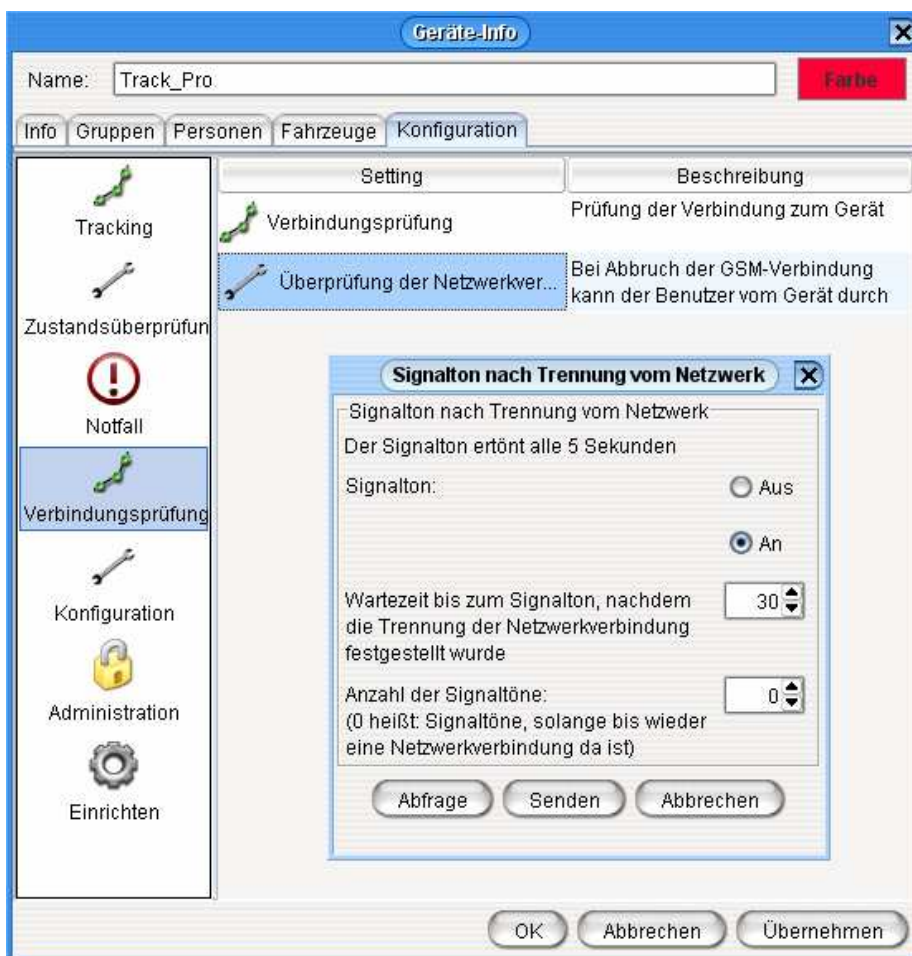 Geräte-Info
Name: Track_Pro Farbe
Info Gruppen Personen Fahrzeuge Konfiguration
Tracking
Zustandsüberprüfun
Notfall
Verbindungsprüfung
Konfiguration
Administration
Einrichten
Setting Beschreibung
Verbindungsprüfung Prüfung der Verbindung zum Gerät
Überprüfung der Netzwerkver... Bei Abbruch der GSM-Verbindung
kann der Benutzer vom Gerät durch
Signalton nach Trennung vom Netzwerk
Signalton nach Trennung vom Netzwerk
Der Signalton ertönt alle 5 Sekunden
Signalton: Aus
An
Wartezeit bis zum Signalton, nachdem 30
die Trennung der Netzwerkverbindung
festgestellt wurde
Anzahl der Signaltöne: 0
(0 heißt: Signaltöne, solange bis wieder
eine Netzwerkverbindung da ist)
Abfrage Senden Abbrechen
OK Abbrechen Übernehmen